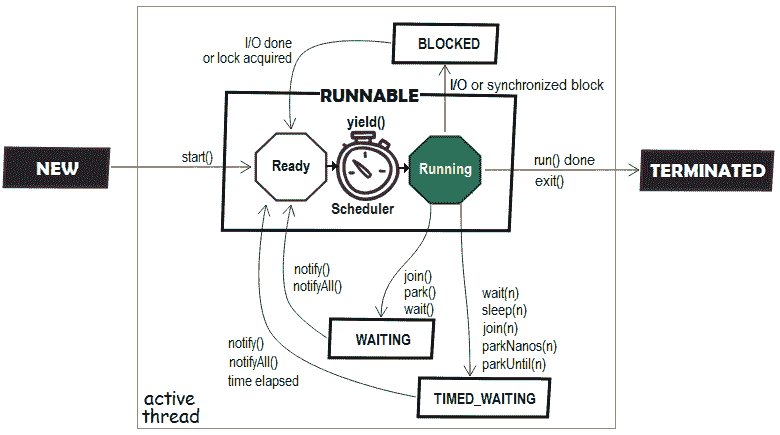 BLOCKED
I/O done
or lock acquired
I/O or synchronized block
RUNNABLE
yield()
NEW
start()
Ready
Running
run() done
exit()
TERMINATED
Scheduler
notify()
notifyAll()
join()
park()
wait()
wait(n)
sleep(n)
join(n)
parkNanos(n)
parkUntil(n)
WAITING
notify()
notifyAll()
time elapsed
TIMED_WAITING
active
thread